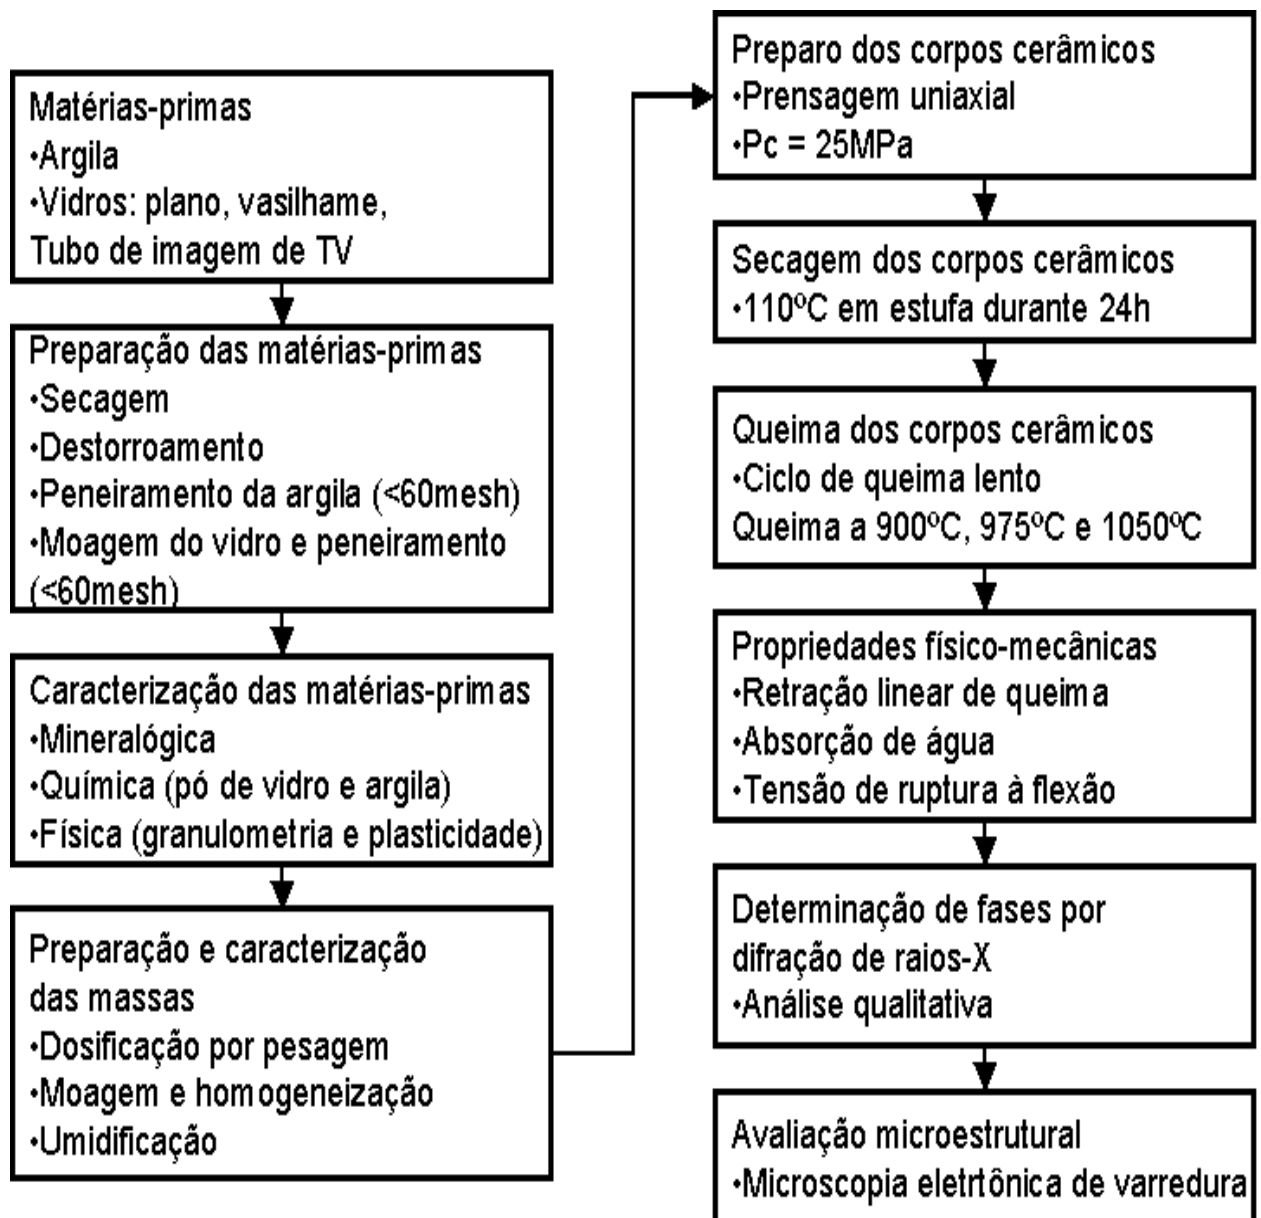 Matérias-primas
•Argila
•Vidros: plano, vasilhame,
Tubo de imagem de TV
Preparação das matérias-primas
•Secagem
•Destorroamento
•Peneiramento da argila (<60mesh)
•Moagem do vidro e peneiramento
(<60mesh)
Caracterização das matérias-primas
•Mineralógica
•Química (pó de vidro e argila)
•Física (granulometria e plasticidade)
Preparação e caracterização
das massas
•Dosificação por pesagem
•Moagem e homogeneização
•Umidificação
Preparo dos corpos cerâmicos
•Prensagem uniaxial
•Pc = 25MPa
Secagem dos corpos cerâmicos
•110ºC em estufa durante 24h
Queima dos corpos cerâmicos
•Ciclo de queima lento
Queima a 900ºC, 975ºC e 1050ºC
Propriedades físico-mecânicas
•Retração linear de queima
•Absorção de água
•Tensão de ruptura à flexão
Determinação de fases por
difração de raios-X
•Análise qualitativa
Avaliação microestrutural
•Microscopia eletrtônica de varredura